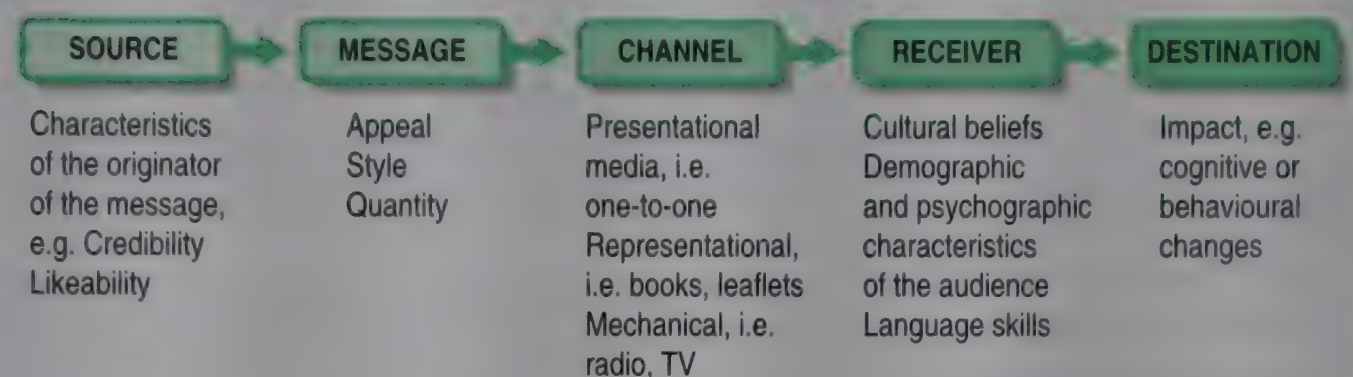 SOURCE
MESSAGE
CHANNEL
RECEIVER
DESTINATION
Characteristics
of the originator
of the message,
e.g. Credibility
Likeability
Appeal
Style
Quantity
Presentational
media, i.e.
one-to-one
Representational,
i.e. books, leaflets
Mechanical, i.e.
radio, TV
Cultural beliefs
Demographic
and psychographic
characteristics
of the audience
Language skills
Impact, e.g.
cognitive or
behavioural
changes